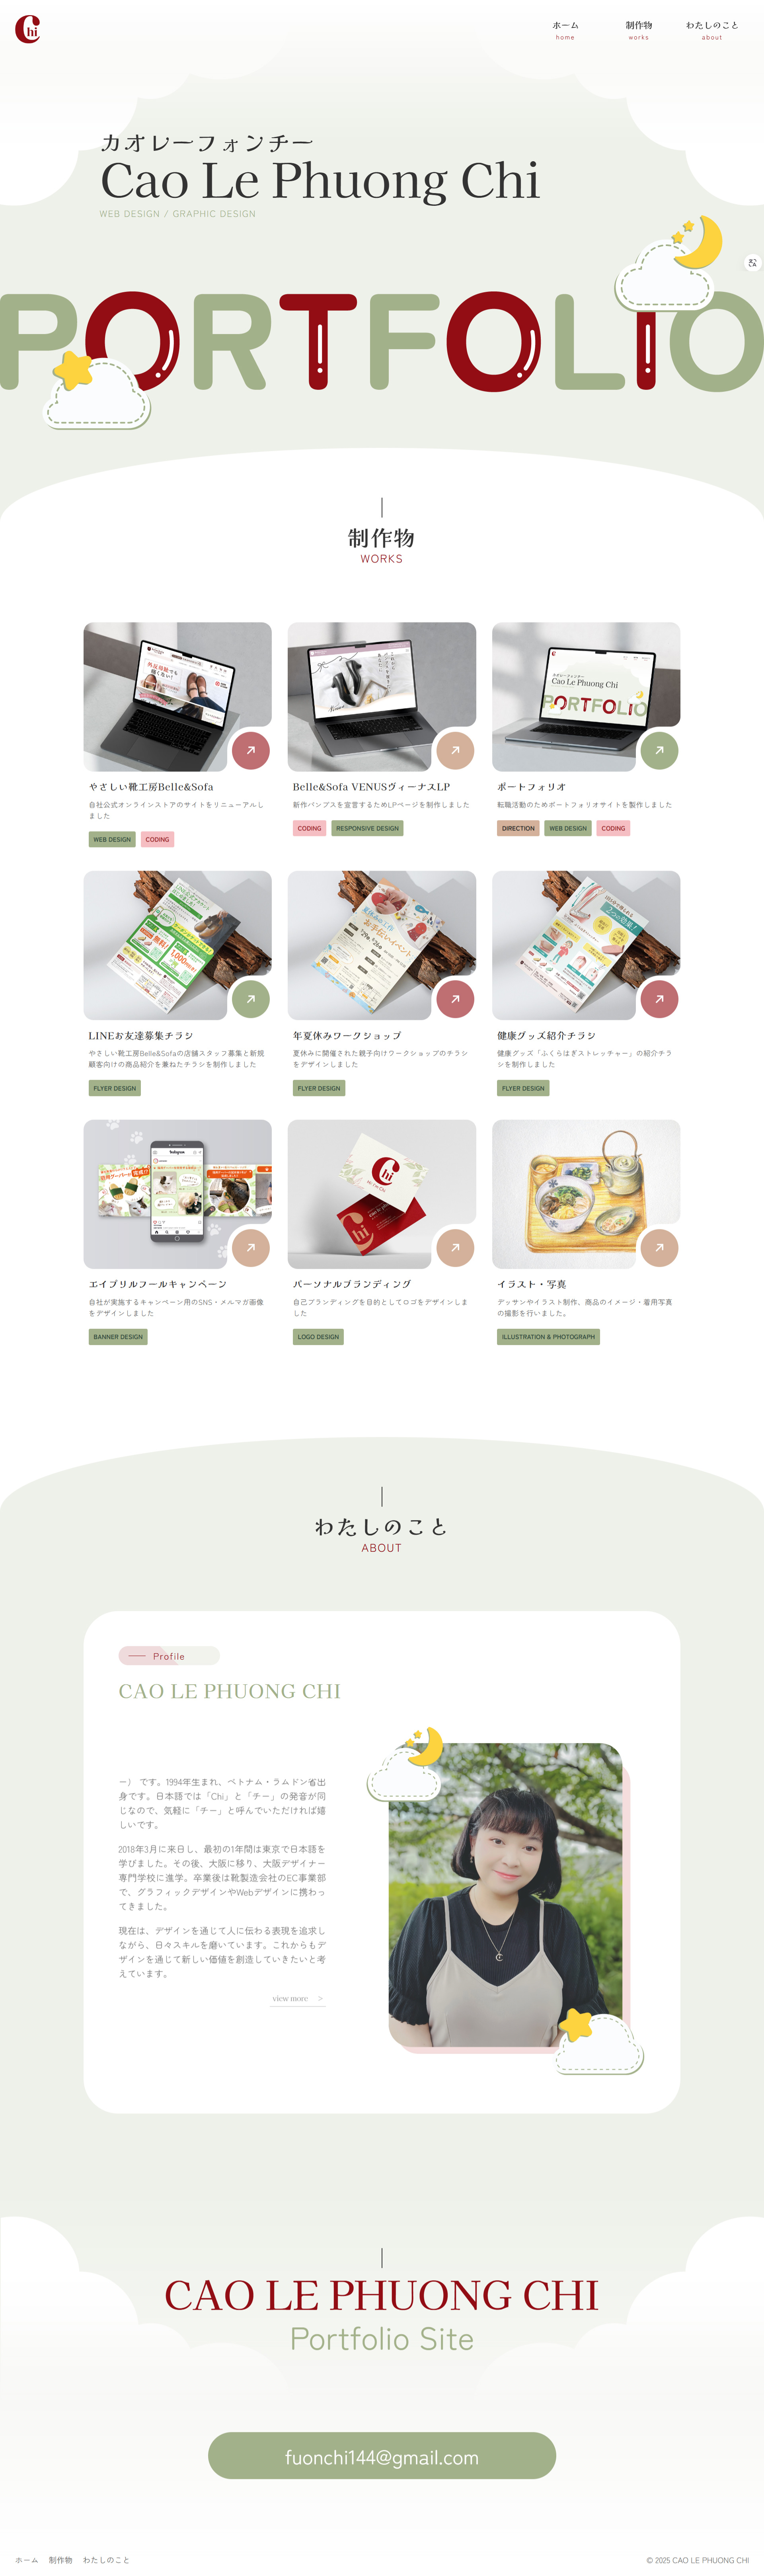 Chi
ホーム
home
制作物
works
わたしのこと
about
カオレーフォンチー
Cao Le Phuong Chi
WEB DESIGN / GRAPHIC DESIGN
PORTFOLIO
制作物
WORKS
やさしい靴工房Belle&Sofa
自社公式オンラインストアのサイトをリニューアルし
ました
WEB DESIGN
CODING
Belle&Sofa VENUSヴィーナスLP
新作パンプスを宣言するためLPページを制作しました
CODING
RESPONSIVE DESIGN
カオレーフォンチー
Cao Le Phuong Chi
PORTFOLIO
ポートフォリオ
転職活動のためポートフォリオサイトを製作しました
DIRECTION
WEB DESIGN
CODING
LINEお友達募集チラシ
やさしい靴工房Belle&Sofaの店舗スタッフ募集と新規
顧客向けの商品紹介を兼ねたチラシを制作しました
FLYER DESIGN
年夏休みワークショップ
夏休みに開催された親子向けワークショップのチラシ
をデザインしました
FLYER DESIGN
健康グッズ紹介チラシ
健康グッズ「ふくらはぎストレッチャー」の紹介チラ
シを制作しました
FLYER DESIGN
Instagram
エイプリルフールキャンペーン
自社が実施するキャンペーン用のSNS・メルマガ画像
をデザインしました
BANNER DESIGN
Chi
Chi
パーソナルブランディング
自己ブランディングを目的としてロゴをデザインしま
した
LOGO DESIGN
イラスト・写真
デッサンやイラスト制作、商品のイメージ・着用写真
の撮影を行いました。
ILLUSTRATION & PHOTOGRAPH
わたしのこと
ABOUT
Profile
CAO LE PHUONG CHI
ー） です。1994年生まれ、ベトナム・ラムドン省出
身です。日本語では「Chi」と「チー」の発音が同
じなので、気軽に「チー」と呼んでいただければ嬉
しいです。
2018年3月に来日し、最初の1年間は東京で日本語を
学びました。その後、大阪に移り、大阪デザイナー
専門学校に進学。卒業後は靴製造会社のEC事業部
で、グラフィックデザインやWebデザインに携わっ
てきました。
現在は、デザインを通じて人に伝わる表現を追求し
ながら、日々スキルを磨いています。これからもデ
ザインを通じて新しい価値を創造していきたいと考
えています。
view more >
CAO LE PHUONG CHI
Portfolio Site
fuonchi144@gmail.com
ホーム 制作物 わたしのこと
© 2025 CAO LE PHUONG CHI